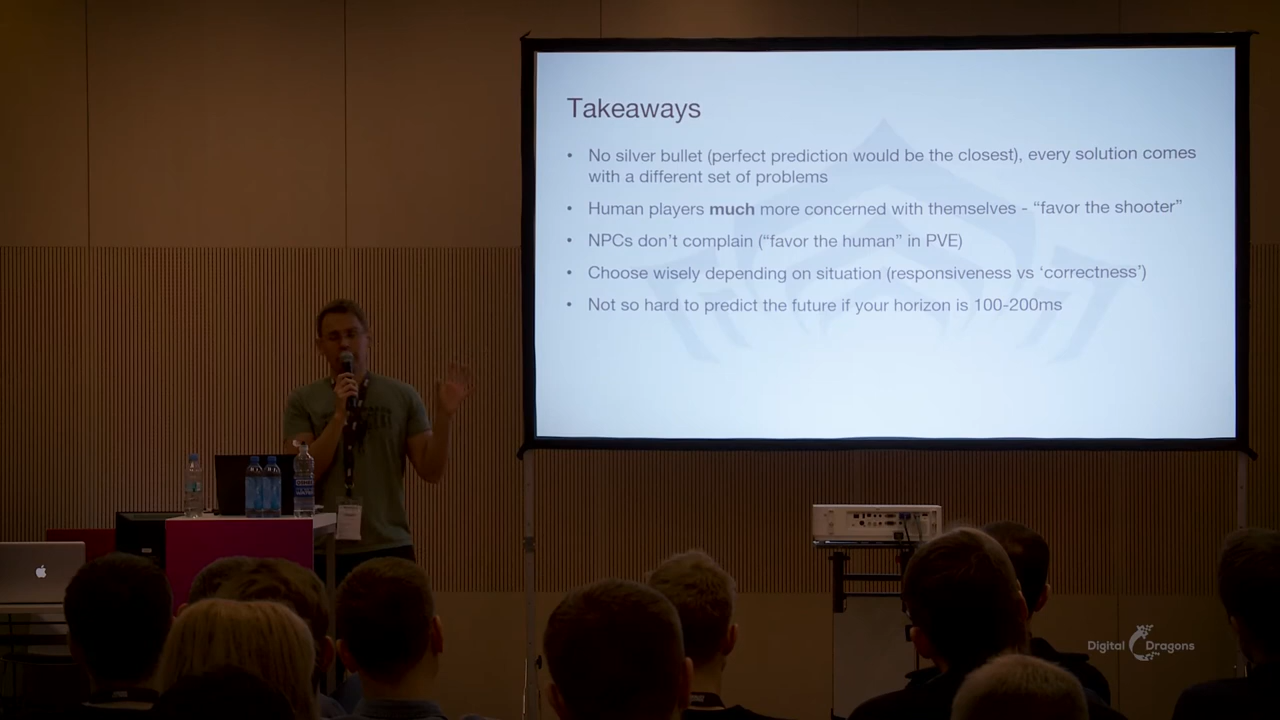 Takeaways
• No silver bullet (perfect prediction would be the closest), every solution comes
with a different set of problems
• Human players much more concerned with themselves - “favor the shooter”
• NPCs don’t complain (“favor the human” in PVE)
• Choose wisely depending on situation (responsiveness vs ‘correctness’)
• Not so hard to predict the future if your horizon is 100-200ms
Digital Dragons